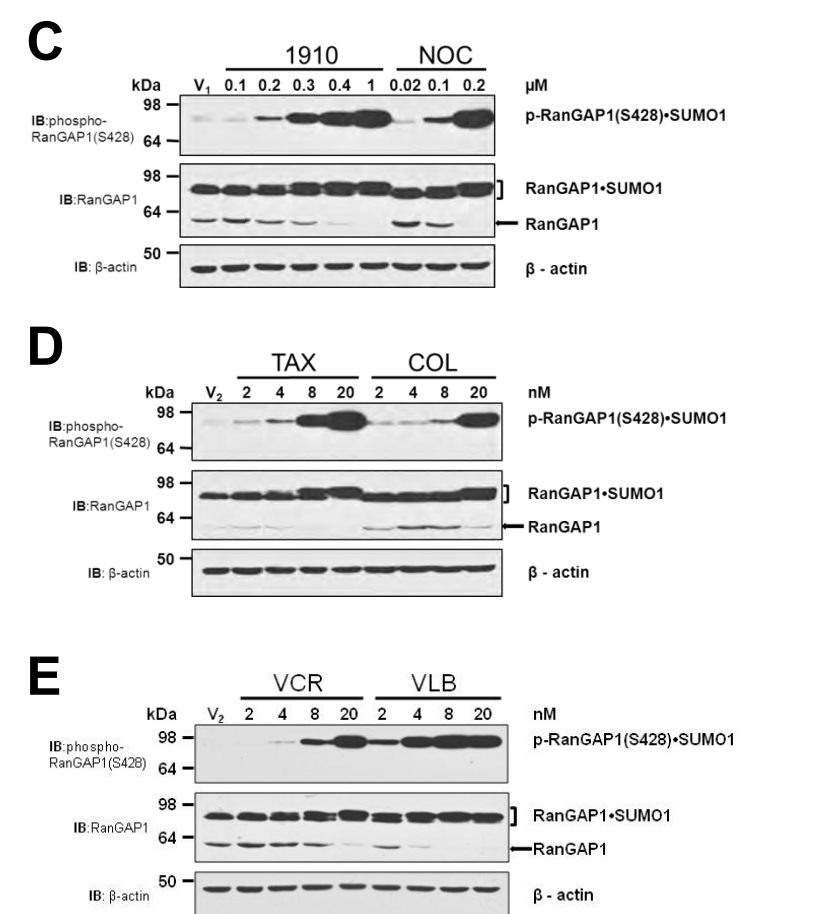 C
1910 NOC
kDa V1 0.1 0.2 0.3 0.4 1 0.02 0.1 0.2 µM
98
IB:phospho-
RanGAP1(S428)
p-RanGAP1(S428)•SUMO1
64
98
IB:RanGAP1
RanGAP1•SUMO1
64
RanGAP1
50
IB: β-actin
β - actin
D
TAX COL
kDa V2 2 4 8 20 2 4 8 20 nM
98
IB:phospho-
RanGAP1(S428)
p-RanGAP1(S428)•SUMO1
64
98
IB:RanGAP1
RanGAP1•SUMO1
64
RanGAP1
50
IB: β-actin
β - actin
E
VCR VLB
kDa V2 2 4 8 20 2 4 8 20 nM
98
IB:phospho-
RanGAP1(S428)
p-RanGAP1(S428)•SUMO1
64
98
IB:RanGAP1
RanGAP1•SUMO1
64
RanGAP1
50
IB: β-actin
β - actin